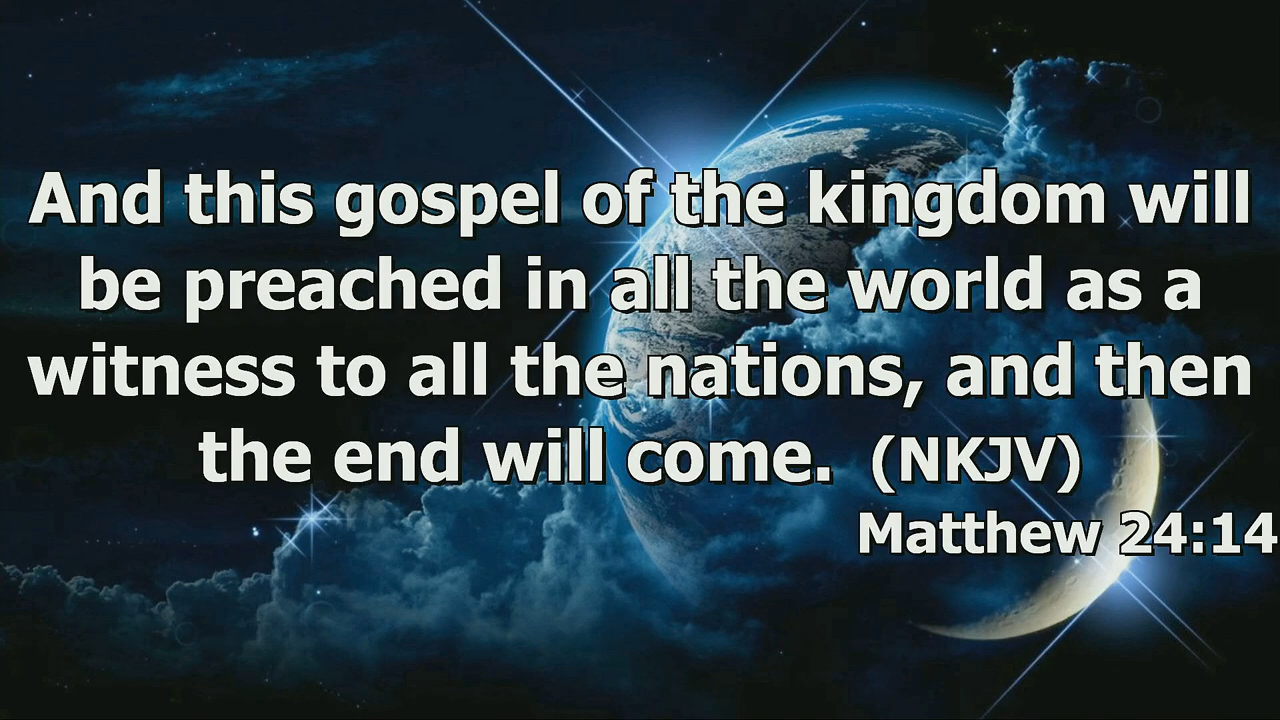 And this gospel of the kingdom will
be preached in all the world as a
witness to all the nations, and then
the end will come. (NKJV)
Matthew 24:14